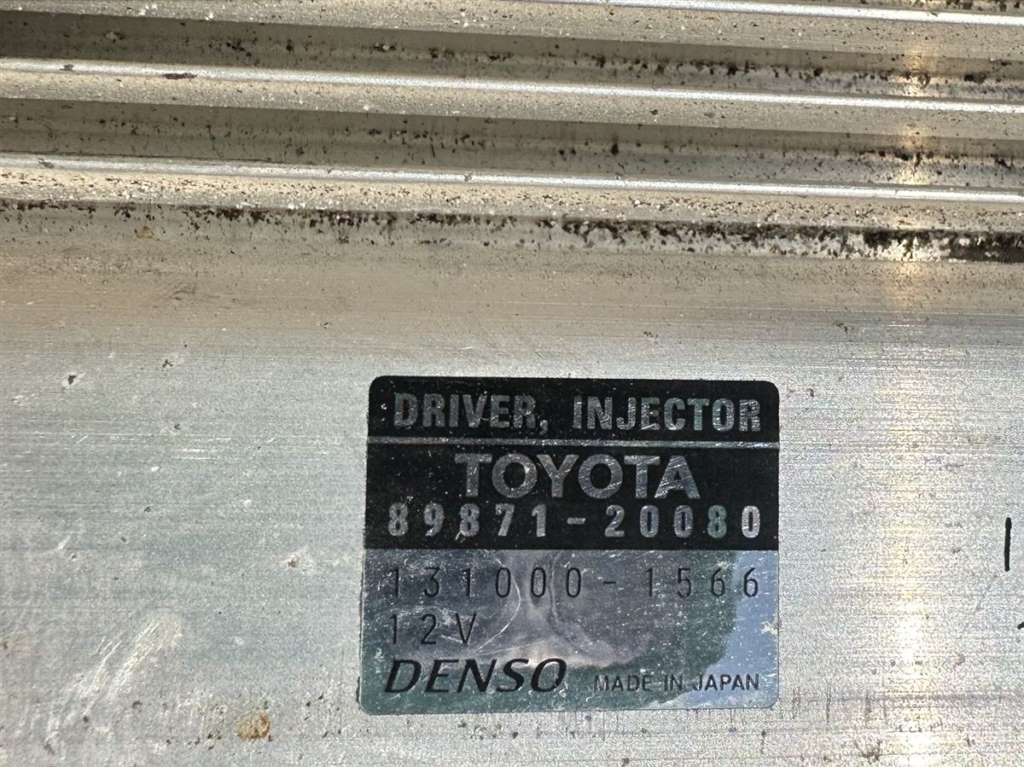 DRIVER, INJECTOR
TOYOTA
89871-20080
131000-1566
12V
DENSO MADE IN JAPAN